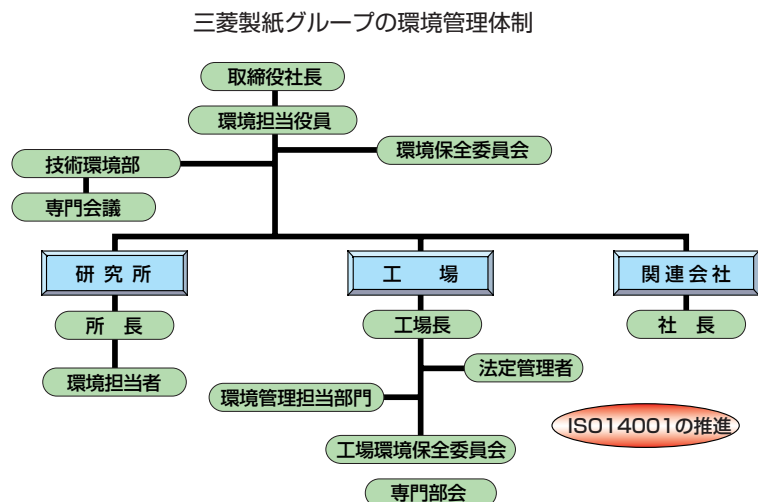 三菱製紙グループの環境管理体制
取締役社長
環境担当役員
環境保全委員会
技術環境部
専門会議
研究所
工場
関連会社
所長
工場長
社長
環境担当者
法定管理者
環境管理担当部門
工場環境保全委員会
専門部会
ISO14001の推進